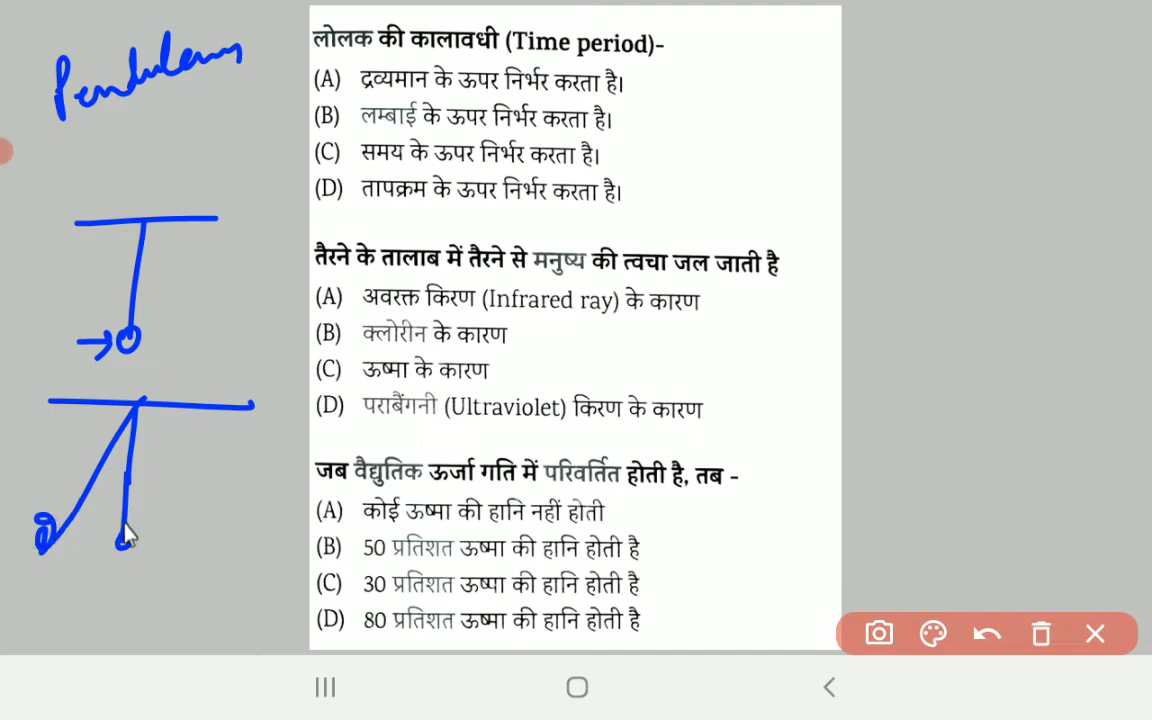 Pendulum
लोलक की कालावधी (Time period)-
(A) द्रव्यमान के ऊपर निर्भर करता है।
(B) लम्बाई के ऊपर निर्भर करता है।
(C) समय के ऊपर निर्भर करता है।
(D) तापक्रम के ऊपर निर्भर करता है।
तैरने के तालाब में तैरने से मनुष्य की त्वचा जल जाती है
(A) अवरक्त किरण (Infrared ray) के कारण
(B) क्लोरीन के कारण
(C) ऊष्मा के कारण
(D) पराबैंगनी (Ultraviolet) किरण के कारण
जब वैद्युतिक ऊर्जा गति में परिवर्तित होती है, तब -
(A) कोई ऊष्मा की हानि नहीं होती
(B) 50 प्रतिशत ऊष्मा की हानि होती है
(C) 30 प्रतिशत ऊष्पा की हानि होती है
(D) 80 प्रतिशत ऊष्मा की हानि होती है